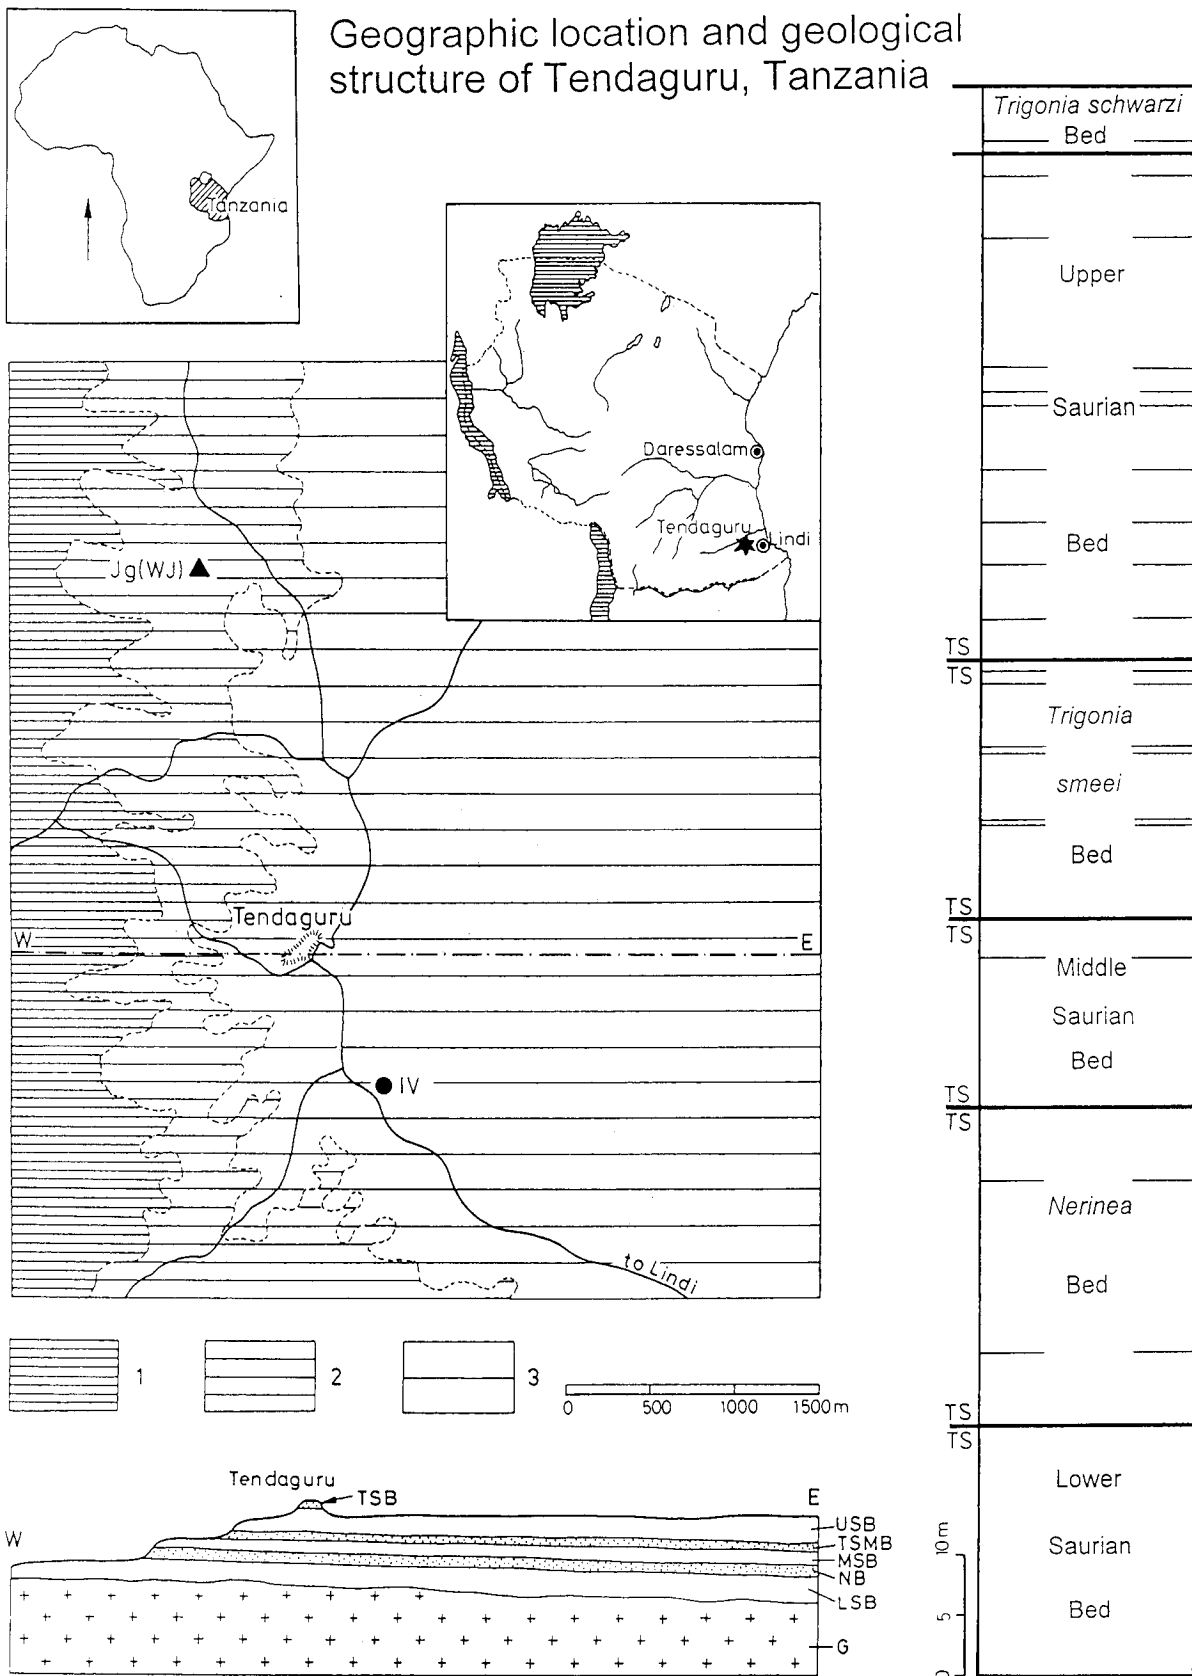 Geographic location and geological
structure of Tendaguru, Tanzania
Tanzania
Daressalam
Tendaguru
Lindi
Jg(WJ)
Tendaguru
W
E
IV
to Lindi
1
2
3
0
500
1000
1500m
Tendaguru
TSB
W
E
USB
TSMB
MSB
NB
LSB
G
Trigonia schwarzi
Bed
Upper
Saurian
Bed
TS
TS
Trigonia
smeei
Bed
TS
TS
Middle
Saurian
Bed
TS
TS
Nerinea
Bed
TS
TS
Lower
Saurian
Bed
10 m
5
0